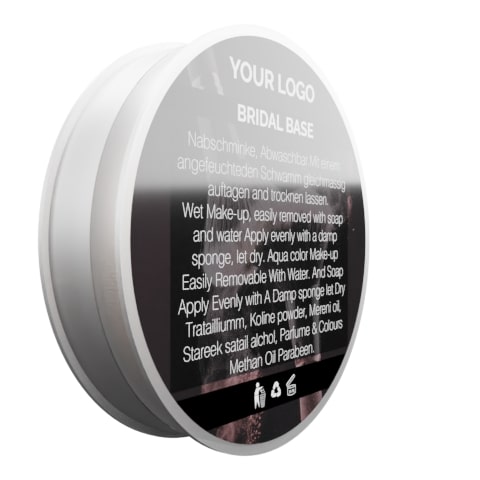 YOUR LOGO
BRIDAL BASE
Nabschminke, Abwaschbar.Mit einem
angefeuchteden Schwamm gleichmassig
auftagen and trocknen lassen.
Wet Make-up, easily removed with soap
and water Apply evenly with a damp
sponge, let dry. Aqua color Make-up
Easily Removable With Water. And Soap
Apply Evenly with A Damp sponge let Dry
Tratailliumm, Koline powder, Mereni oil,
Stareek satail alchol, Parfume & Colours
Methan Oil Parabeen.